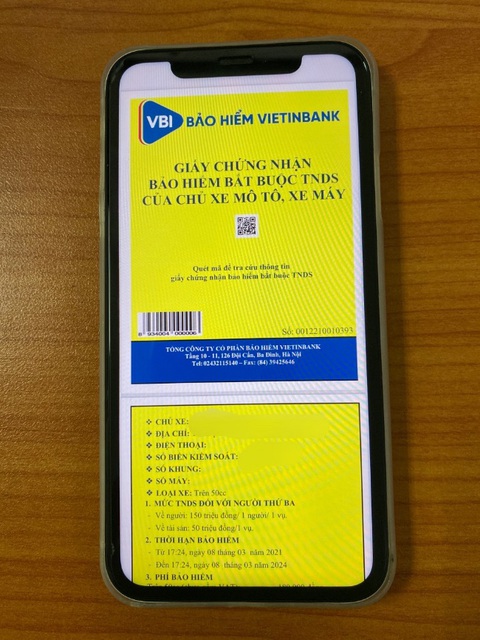 VBI BẢO HIỂM VIETINBANK
GIẤY CHỨNG NHẬN
BẢO HIỂM BẮT BUỘC TNDS
CỦA CHỦ XE MÔ TÔ, XE MÁY
Quét mã để tra cứu thông tin
giấy chứng nhận bảo hiểm bắt buộc TNDS
8 934004 000006
Số: 0012210010393
TỔNG CÔNG TY CỔ PHẦN BẢO HIỂM VIETINBANK
Tầng 10 - 11, 126 Đội Cấn, Ba Đình, Hà Nội
Tel: 02432115140 – Fax: (84) 39425646
❖ CHỦ XE:
❖ ĐỊA CHỈ:
❖ ĐIỆN THOẠI:
❖ SỐ BIỂN KIỂM SOÁT:
❖ SỐ KHUNG:
❖ SỐ MÁY:
❖ LOẠI XE: Trên 50cc
1. MỨC TNDS ĐỐI VỚI NGƯỜI THỨ BA
- Về người: 150 triệu đồng/ 1 người/ 1 vụ.
- Về tài sản: 50 triệu đồng/1 vụ.
2. THỜI HẠN BẢO HIỂM
- Từ 17:24, ngày 08 tháng 03 năm 2021
- Đến 17:24, ngày 08 tháng 03 năm 2024
3. PHÍ BẢO HIỂM